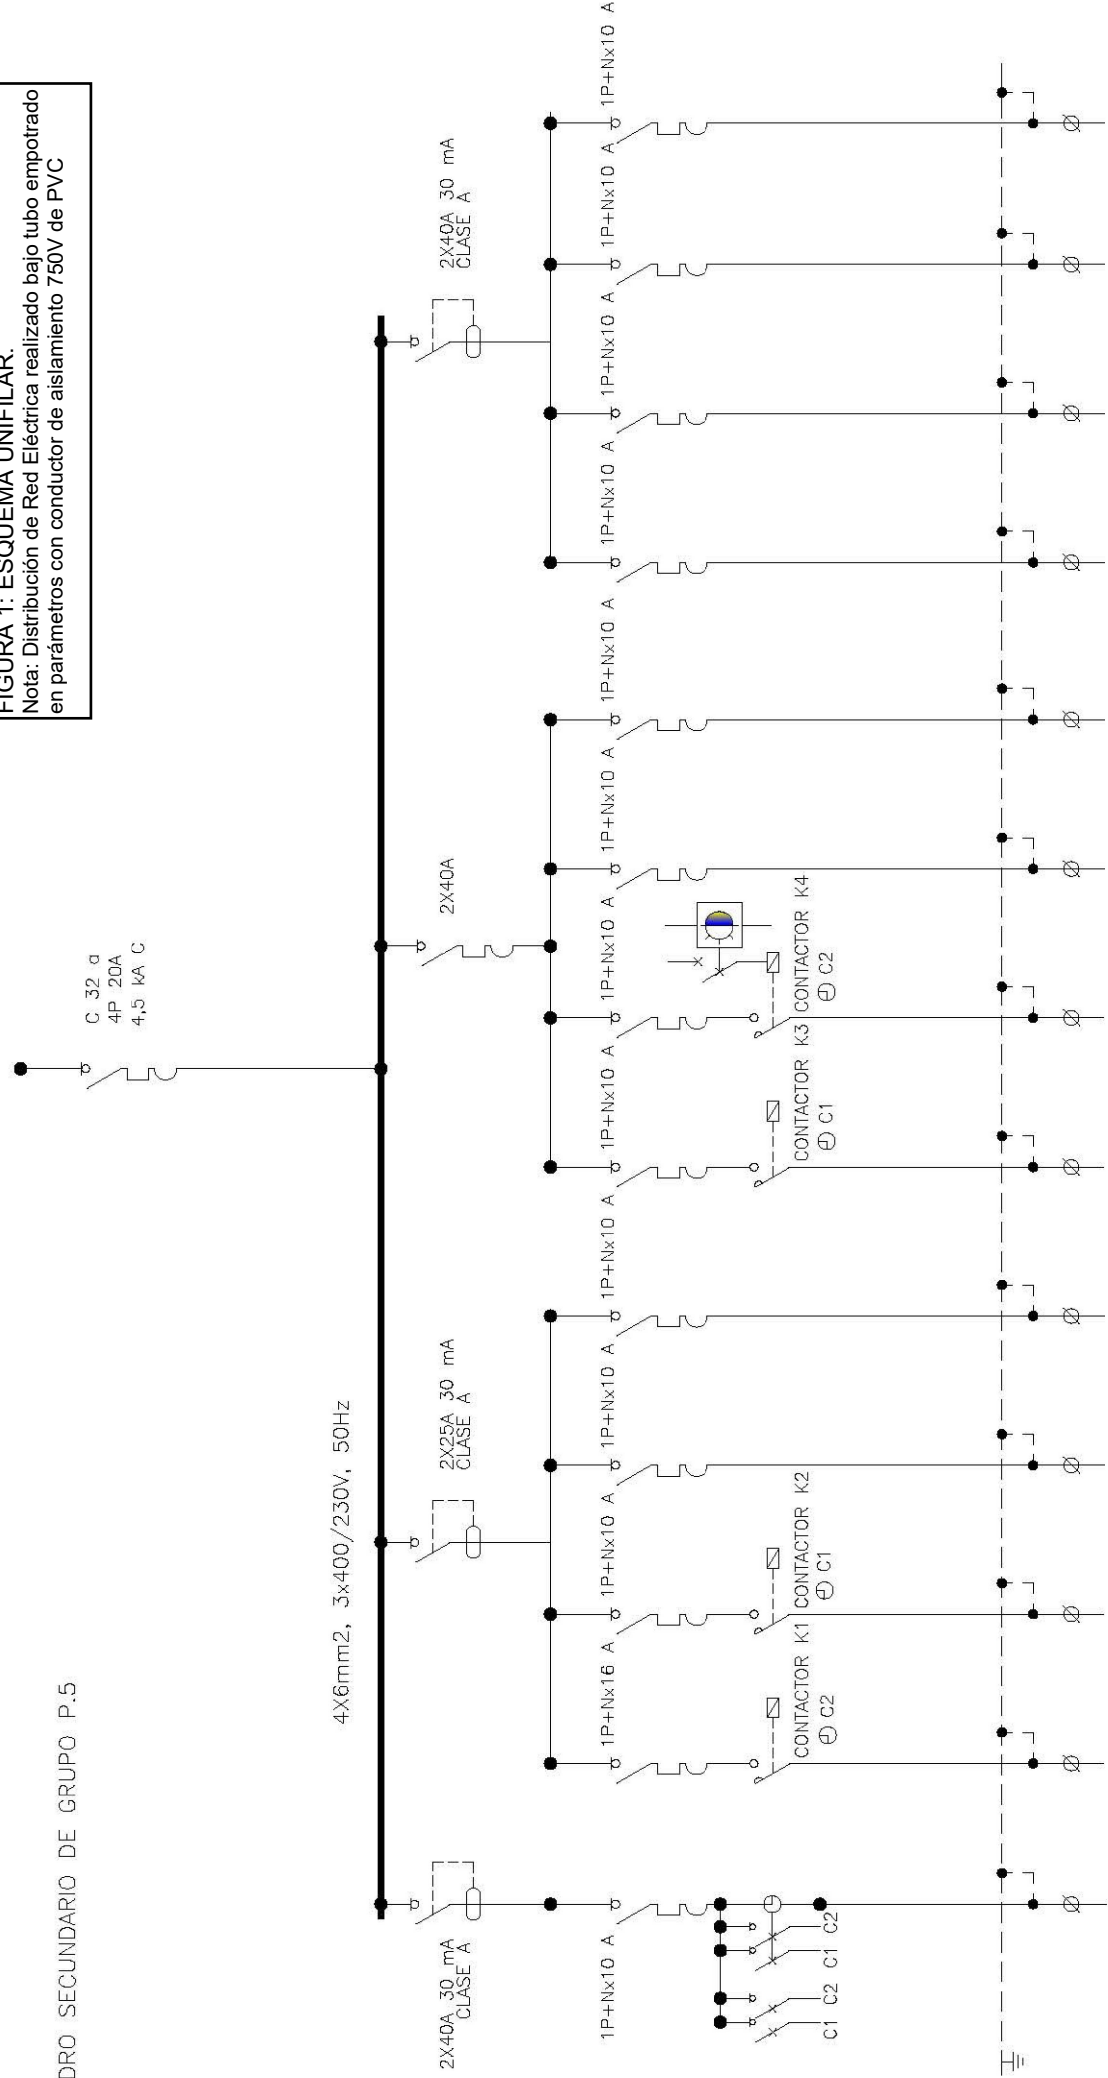 DRO SECUNDARIO DE GRUPO P.5
FIGURA 1: ESQUEMA UNIFILAR.
Nota: Distribución de Red Eléctrica realizado bajo tubo empotrado
en parámetros con conductor de aislamiento 750V de PVC
C 32 a
4P 20A
4,5 kA C
4X6mm2, 3x400/230V, 50Hz
2X40A 30 mA
CLASE A
2X25A 30 mA
CLASE A
2X40A
2X40A 30 mA
CLASE A
1P+Nx10 A
1P+Nx16 A
1P+Nx10 A
1P+Nx10 A
1P+Nx10 A
1P+Nx10 A
1P+Nx10 A
1P+Nx10 A
1P+Nx10 A
1P+Nx10 A
1P+Nx10 A
1P+Nx10 A
1P+Nx10 A
C1
C2
C1
C2
CONTACTOR K1
C2
CONTACTOR K2
C1
CONTACTOR K3
C1
CONTACTOR K4
C2